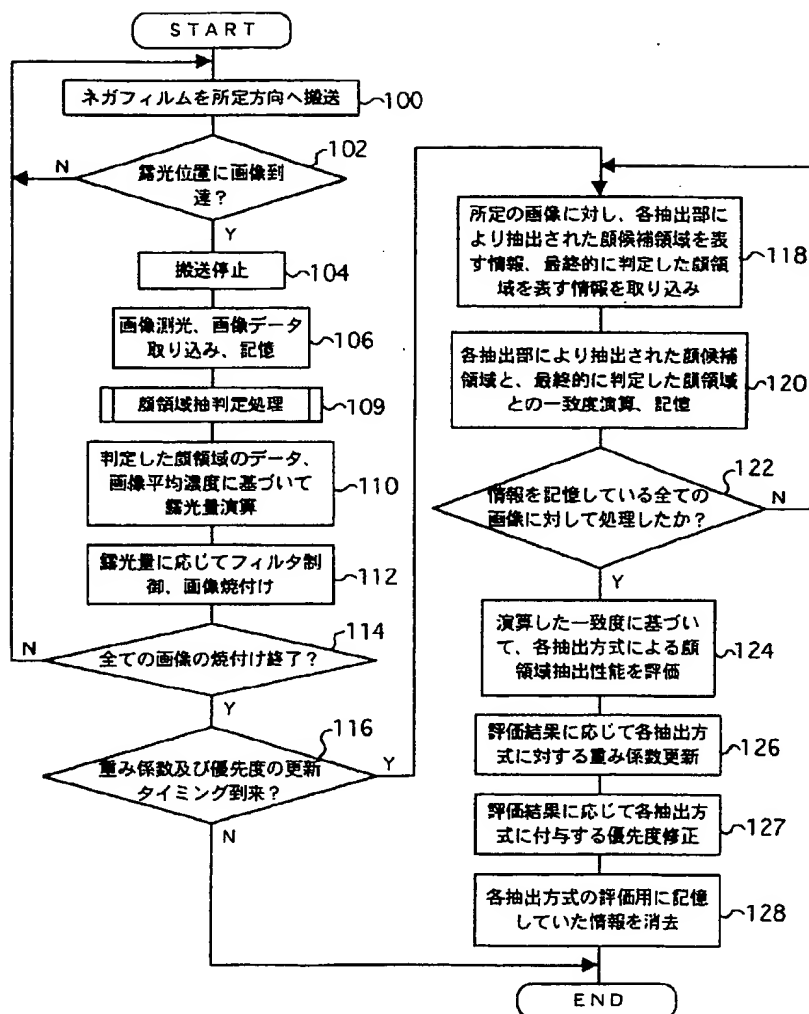 START
ネガフィルムを所定方向へ搬送
100
露光位置に画像到
達？
102
N
Y
搬送停止
104
画像測光、画像データ
取り込み、記憶
106
顔領域抽判定処理
109
判定した顔領域のデータ、
画像平均濃度に基づいて
露光量演算
110
露光量に応じてフィルタ制
御、画像焼付け
112
全ての画像の焼付け終了？
114
N
Y
重み係数及び優先度の更新
タイミング到来？
116
Y
N
所定の画像に対し、各抽出部に
より抽出された顔候補領域を表
す情報、最終的に判定した顔領
域を表す情報を取り込み
118
各抽出部により抽出された顔候補
領域と、最終的に判定した顔領域
との一致度演算、記憶
120
情報を記憶している全ての
画像に対して処理したか？
122
N
Y
演算した一致度に基づい
て、各抽出方式による顔
領域抽出性能を評価
124
評価結果に応じて各抽出方
式に対する重み係数更新
126
評価結果に応じて各抽出方
式に付与する優先度修正
127
各抽出方式の評価用に記憶
していた情報を消去
128
END